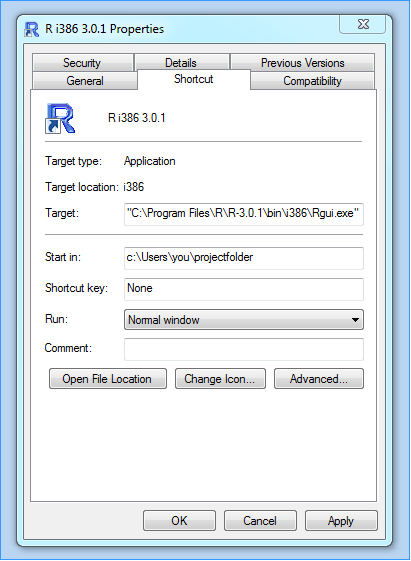 R i386 3.0.1 Properties
Security Details Previous Versions
General Shortcut Compatibility
R i386 3.0.1
Target type: Application
Target location: i386
Target: "C:\Program Files\R\R-3.0.1\bin\i386\Rgui.exe"
Start in: c:\Users\you\projectfolder
Shortcut key: None
Run: Normal window
Comment:
Open File Location Change Icon... Advanced...
OK Cancel Apply